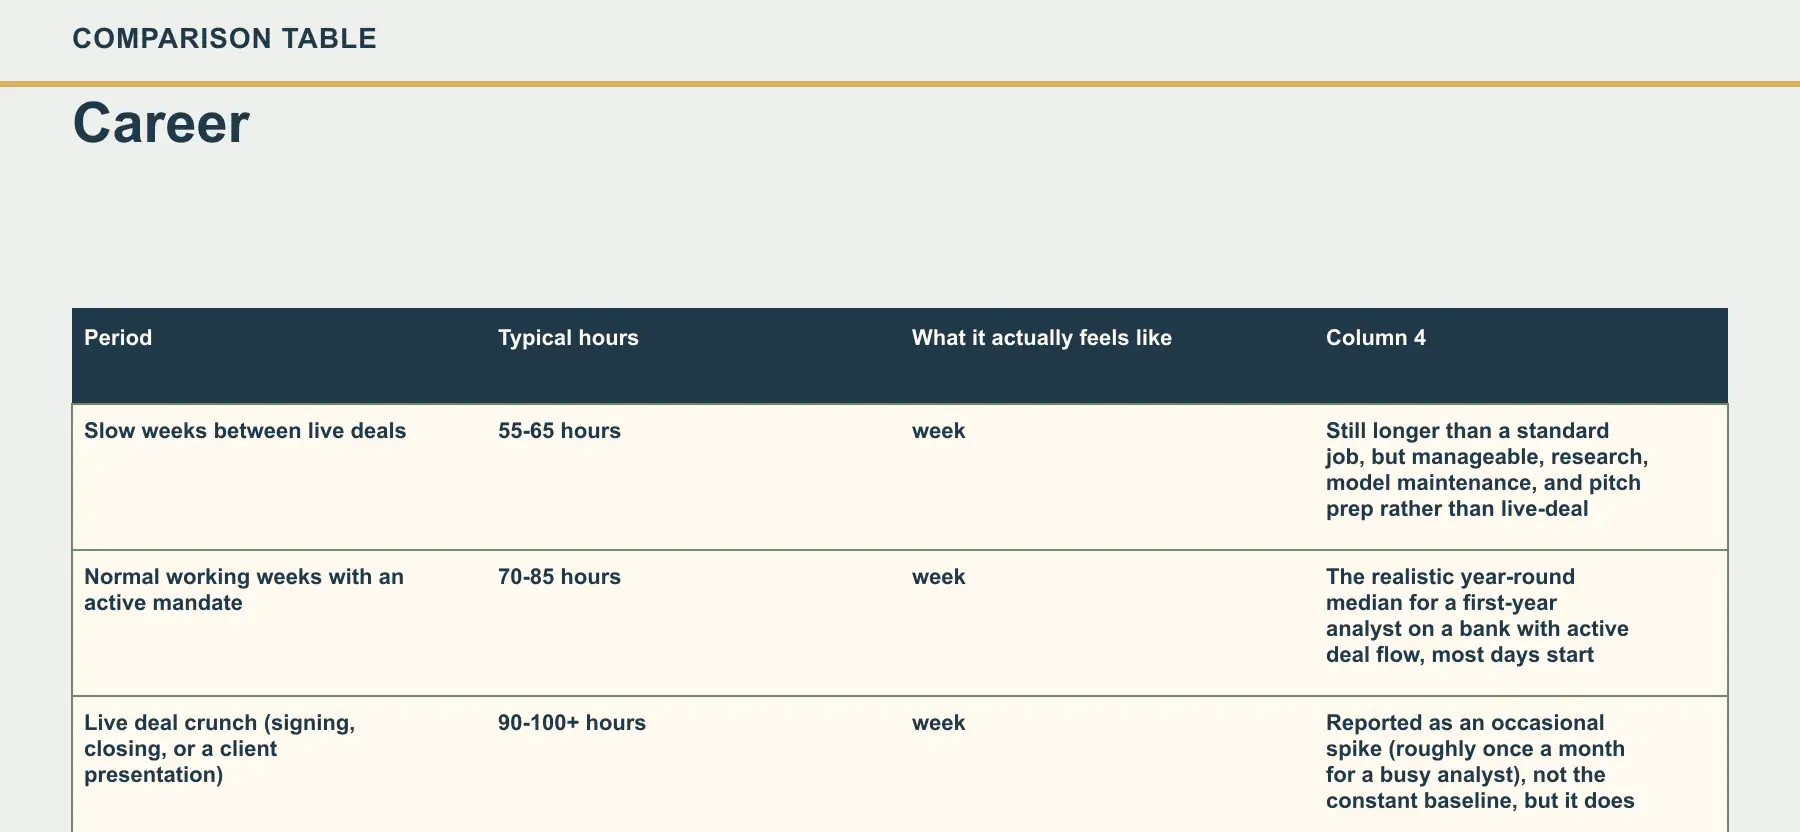 COMPARISON TABLE
Career
Period
Typical hours
What it actually feels like
Column 4
Slow weeks between live deals
55-65 hours
week
Still longer than a standard
job, but manageable, research,
model maintenance, and pitch
prep rather than live-deal
Normal working weeks with an
active mandate
70-85 hours
week
The realistic year-round
median for a first-year
analyst on a bank with active
deal flow, most days start
Live deal crunch (signing,
closing, or a client
presentation)
90-100+ hours
week
Reported as an occasional
spike (roughly once a month
for a busy analyst), not the
constant baseline, but it does